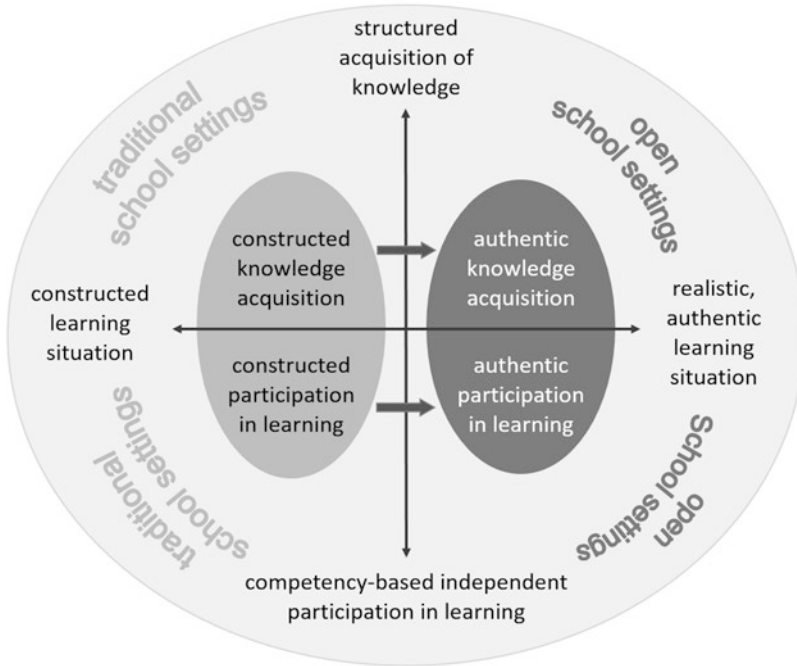 structured
acquisition of
knowledge
traditional
school settings
open
school settings
constructed
knowledge
acquisition
authentic
knowledge
acquisition
constructed
learning
situation
realistic,
authentic
learning
situation
constructed
participation
in learning
authentic
participation
in learning
traditional
school settings
open
School settings
competency-based independent
participation in learning